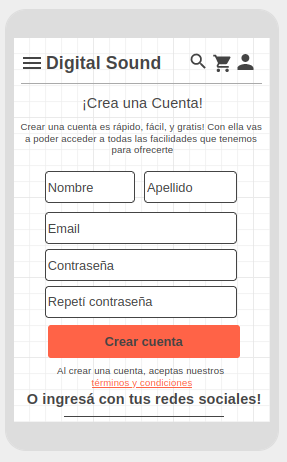 Digital Sound
¡Crea una Cuenta!
Crear una cuenta es rápido, fácil, y gratis! Con ella vas
a poder acceder a todas las facilidades que tenemos
para ofrecerte
Nombre Apellido
Email
Contraseña
Repetí contraseña
Crear cuenta
Al crear una cuenta, aceptas nuestros
términos y condiciones
O ingresá con tus redes sociales!